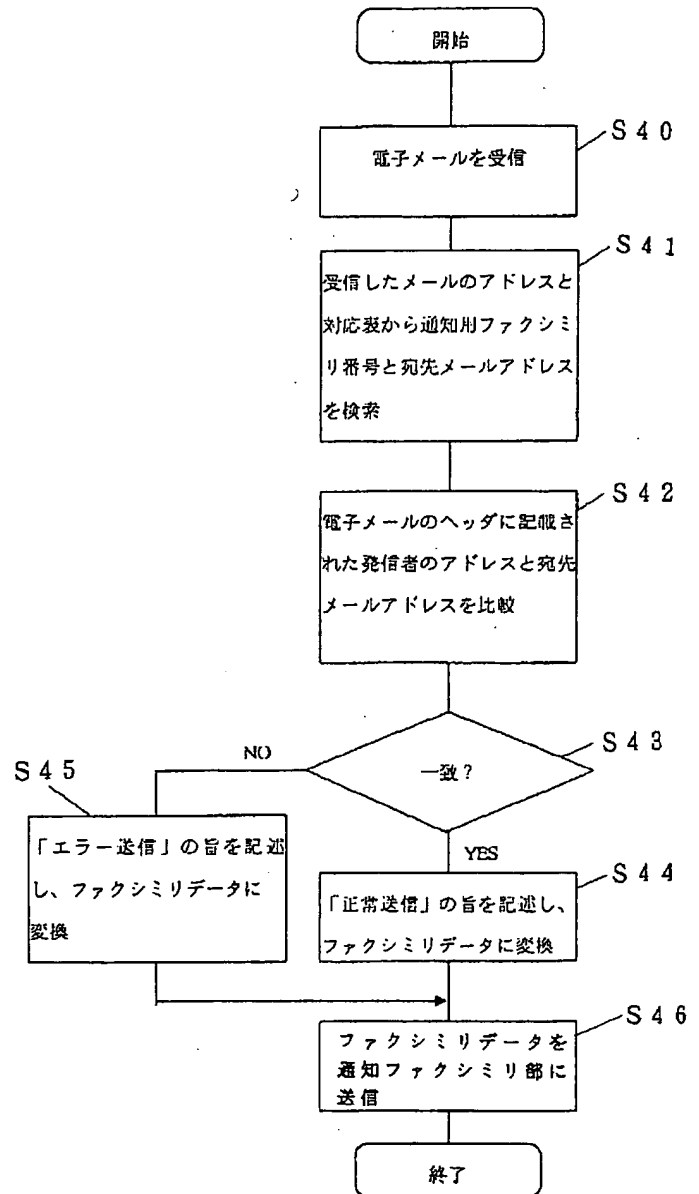 開始
S40
電子メールを受信
S41
受信したメールのアドレスと
対応表から通知用ファクシミ
リ番号と宛先メールアドレス
を検索
S42
電子メールのヘッダに記載さ
れた発信者のアドレスと宛先
メールアドレスを比較
S43
一致?
NO
YES
S45
「エラー送信」の旨を記述
し、ファクシミリデータに
変換
S44
「正常送信」の旨を記述し、
ファクシミリデータに変換
S46
ファクシミリデータを
通知ファクシミリ部に
送信
終了